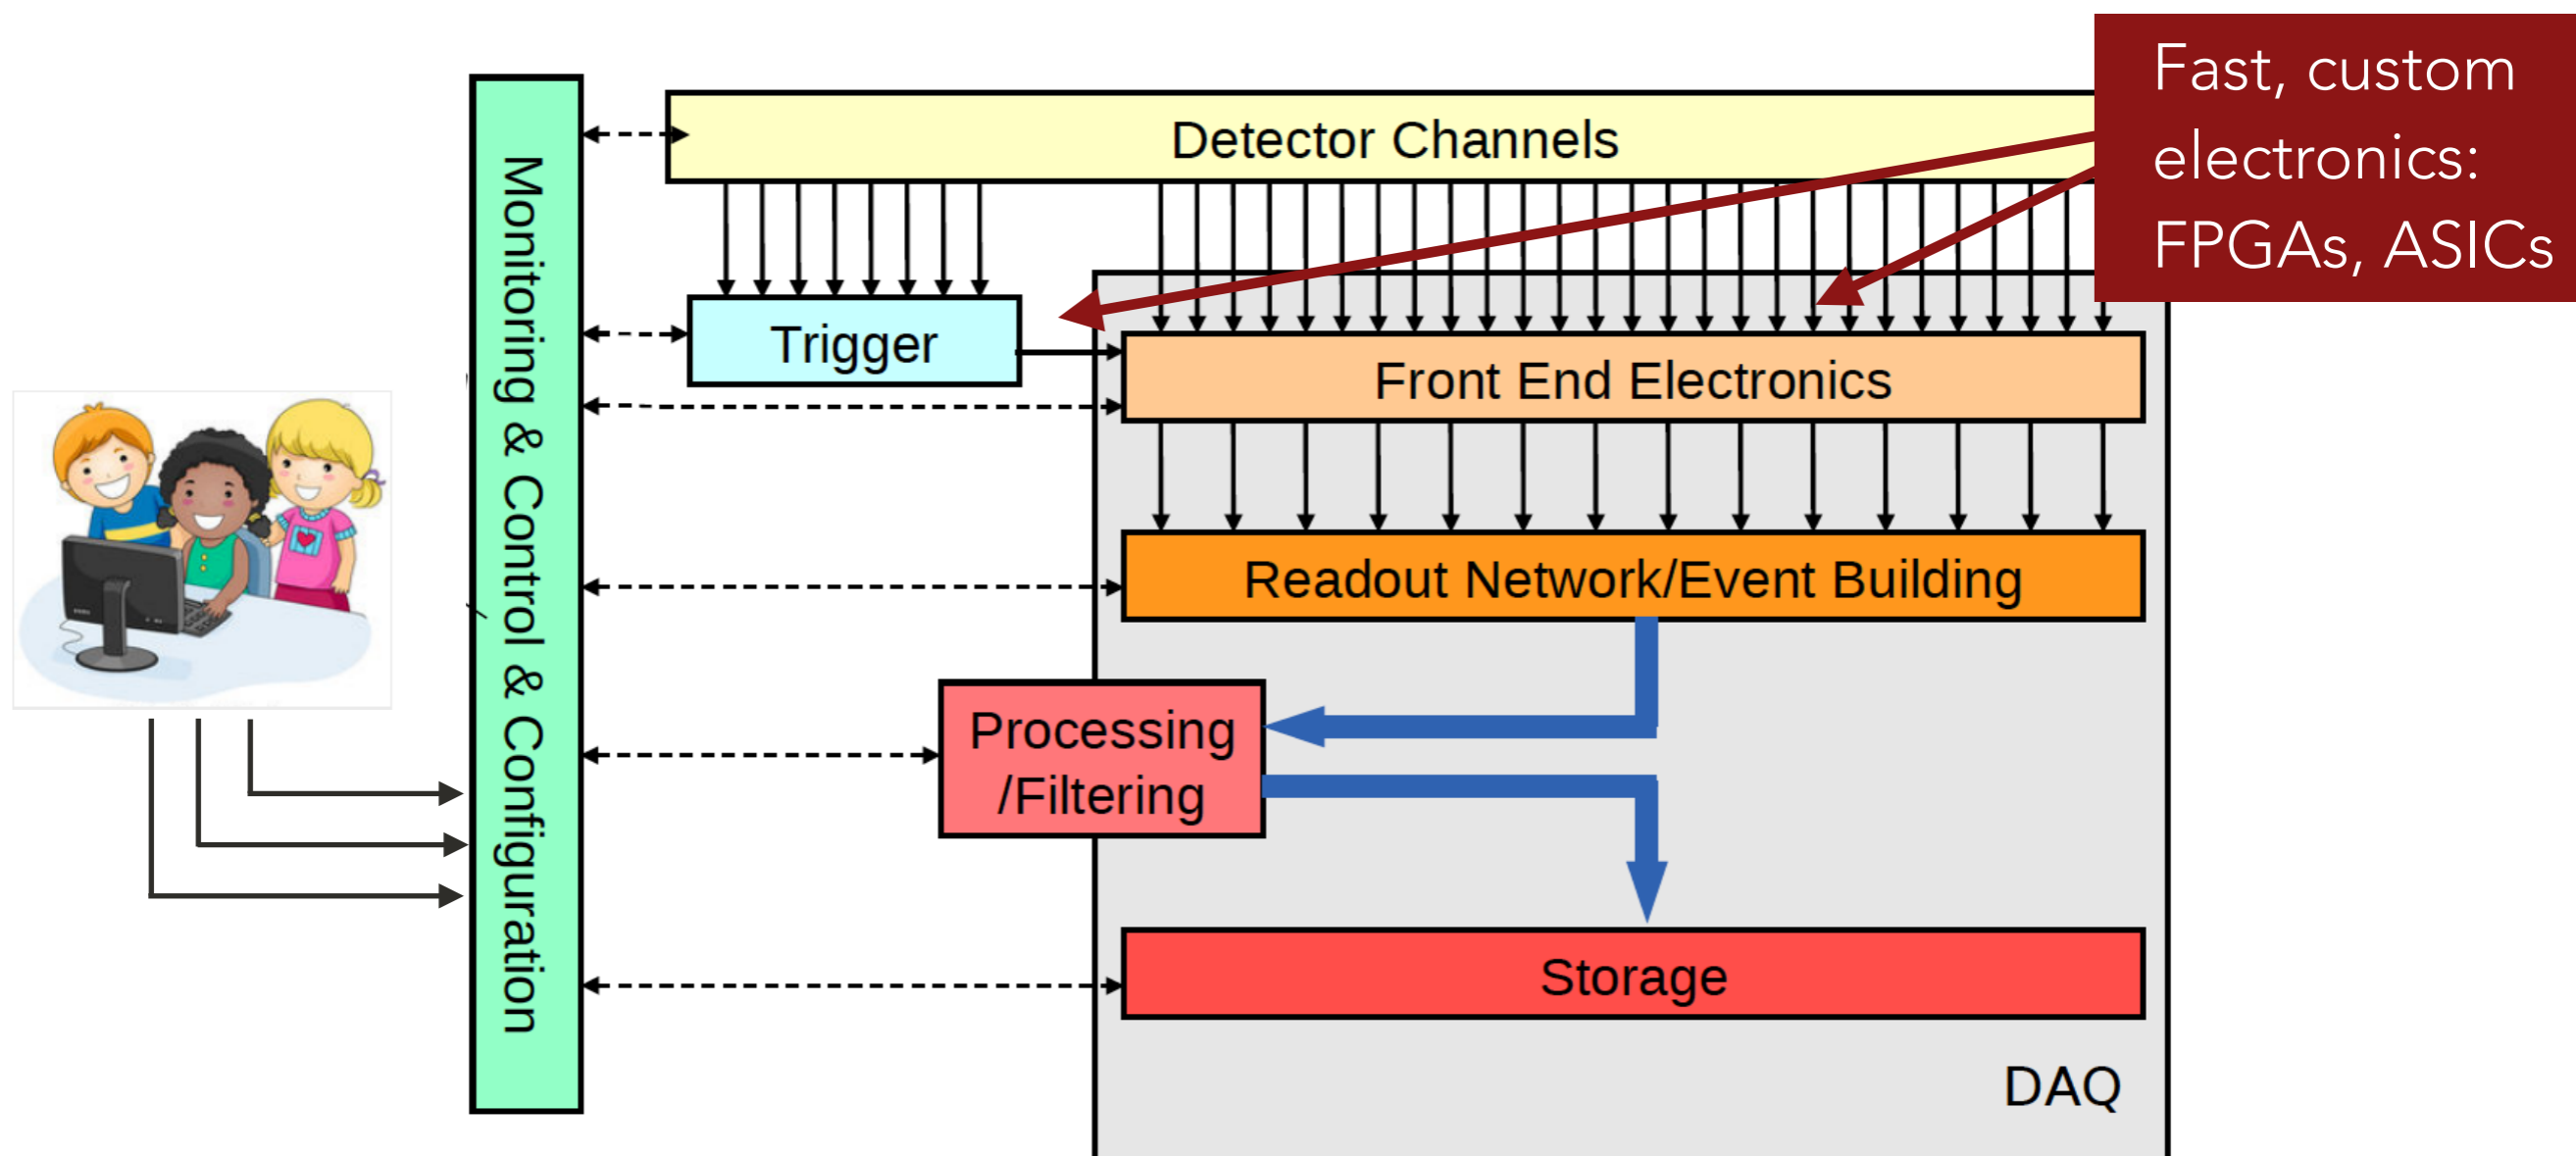 Fast, custom
electronics:
FPGAs, ASICs
Detector Channels
Monitoring & Control & Configuration
Trigger
Front End Electronics
Readout Network/Event Building
Processing
/Filtering
Storage
DAQ